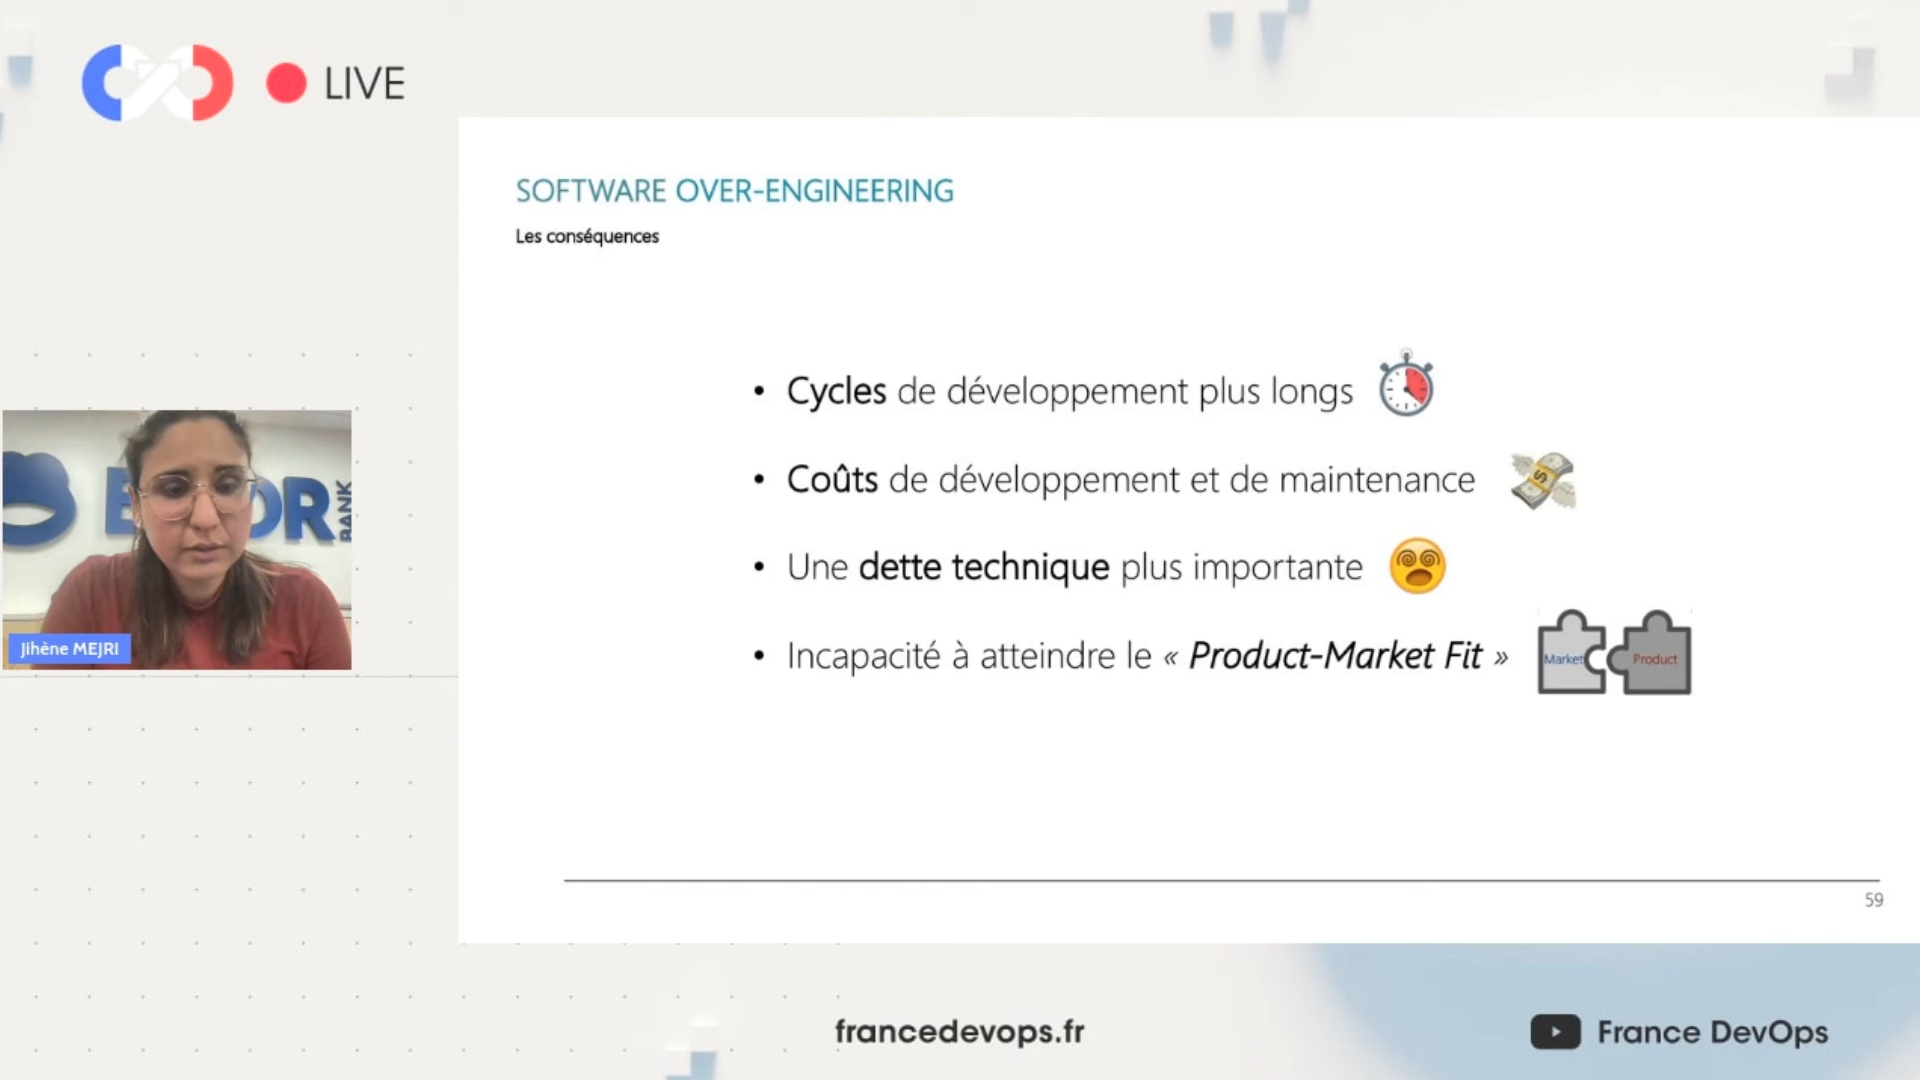 LIVE
SOFTWARE OVER-ENGINEERING
Les conséquences
• Cycles de développement plus longs
• Coûts de développement et de maintenance
• Une dette technique plus importante
• Incapacité à atteindre le « Product-Market Fit »
Market Product
BANK
Jihène MEJRI
59
francedevops.fr
France DevOps